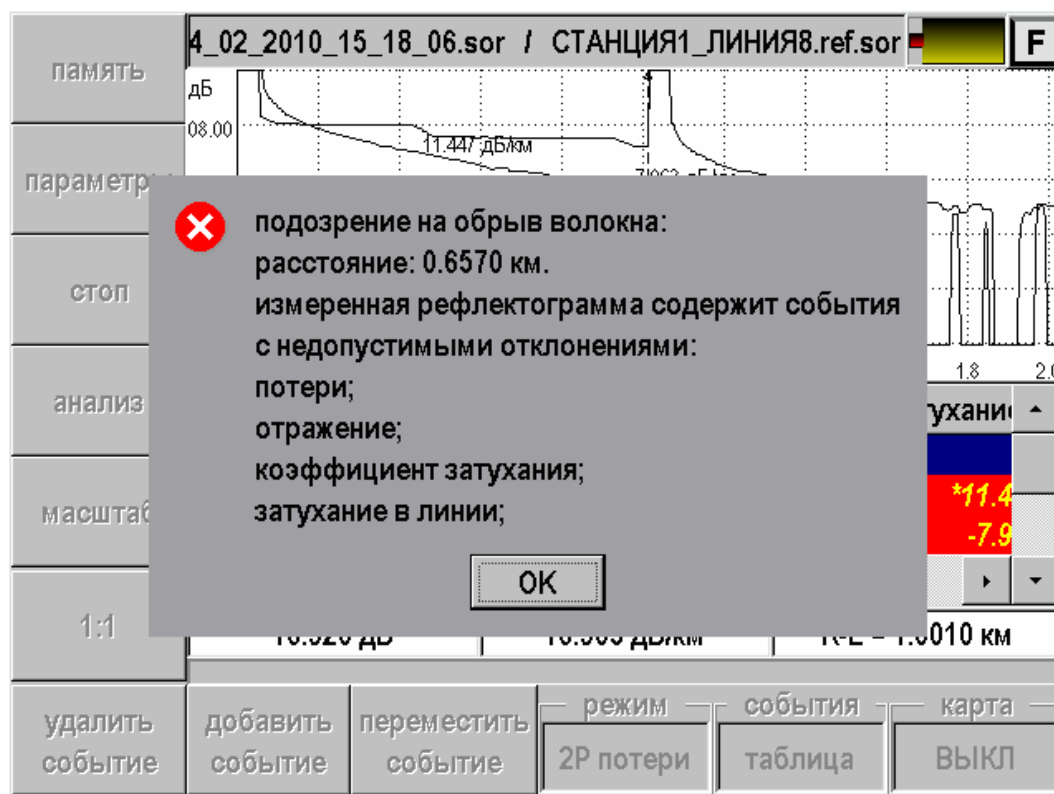 память
4_02_2010_15_18_06.sor / СТАНЦИЯ1_ЛИНИЯ8.ref.sor
F
дБ
08.00
11.447 дБ/км
параметры
подозрение на обрыв волокна:
расстояние: 0.6570 км.
измеренная рефлектограмма содержит события
с недопустимыми отклонениями:
потери;
отражение;
коэффициент затухания;
затухание в линии;
OK
стоп
1.8
2.0
анализ
*11.4
-7.9
масштаб
1:1
удалить
событие
добавить
событие
переместить
событие
режим
2P потери
события
таблица
карта
ВЫКЛ